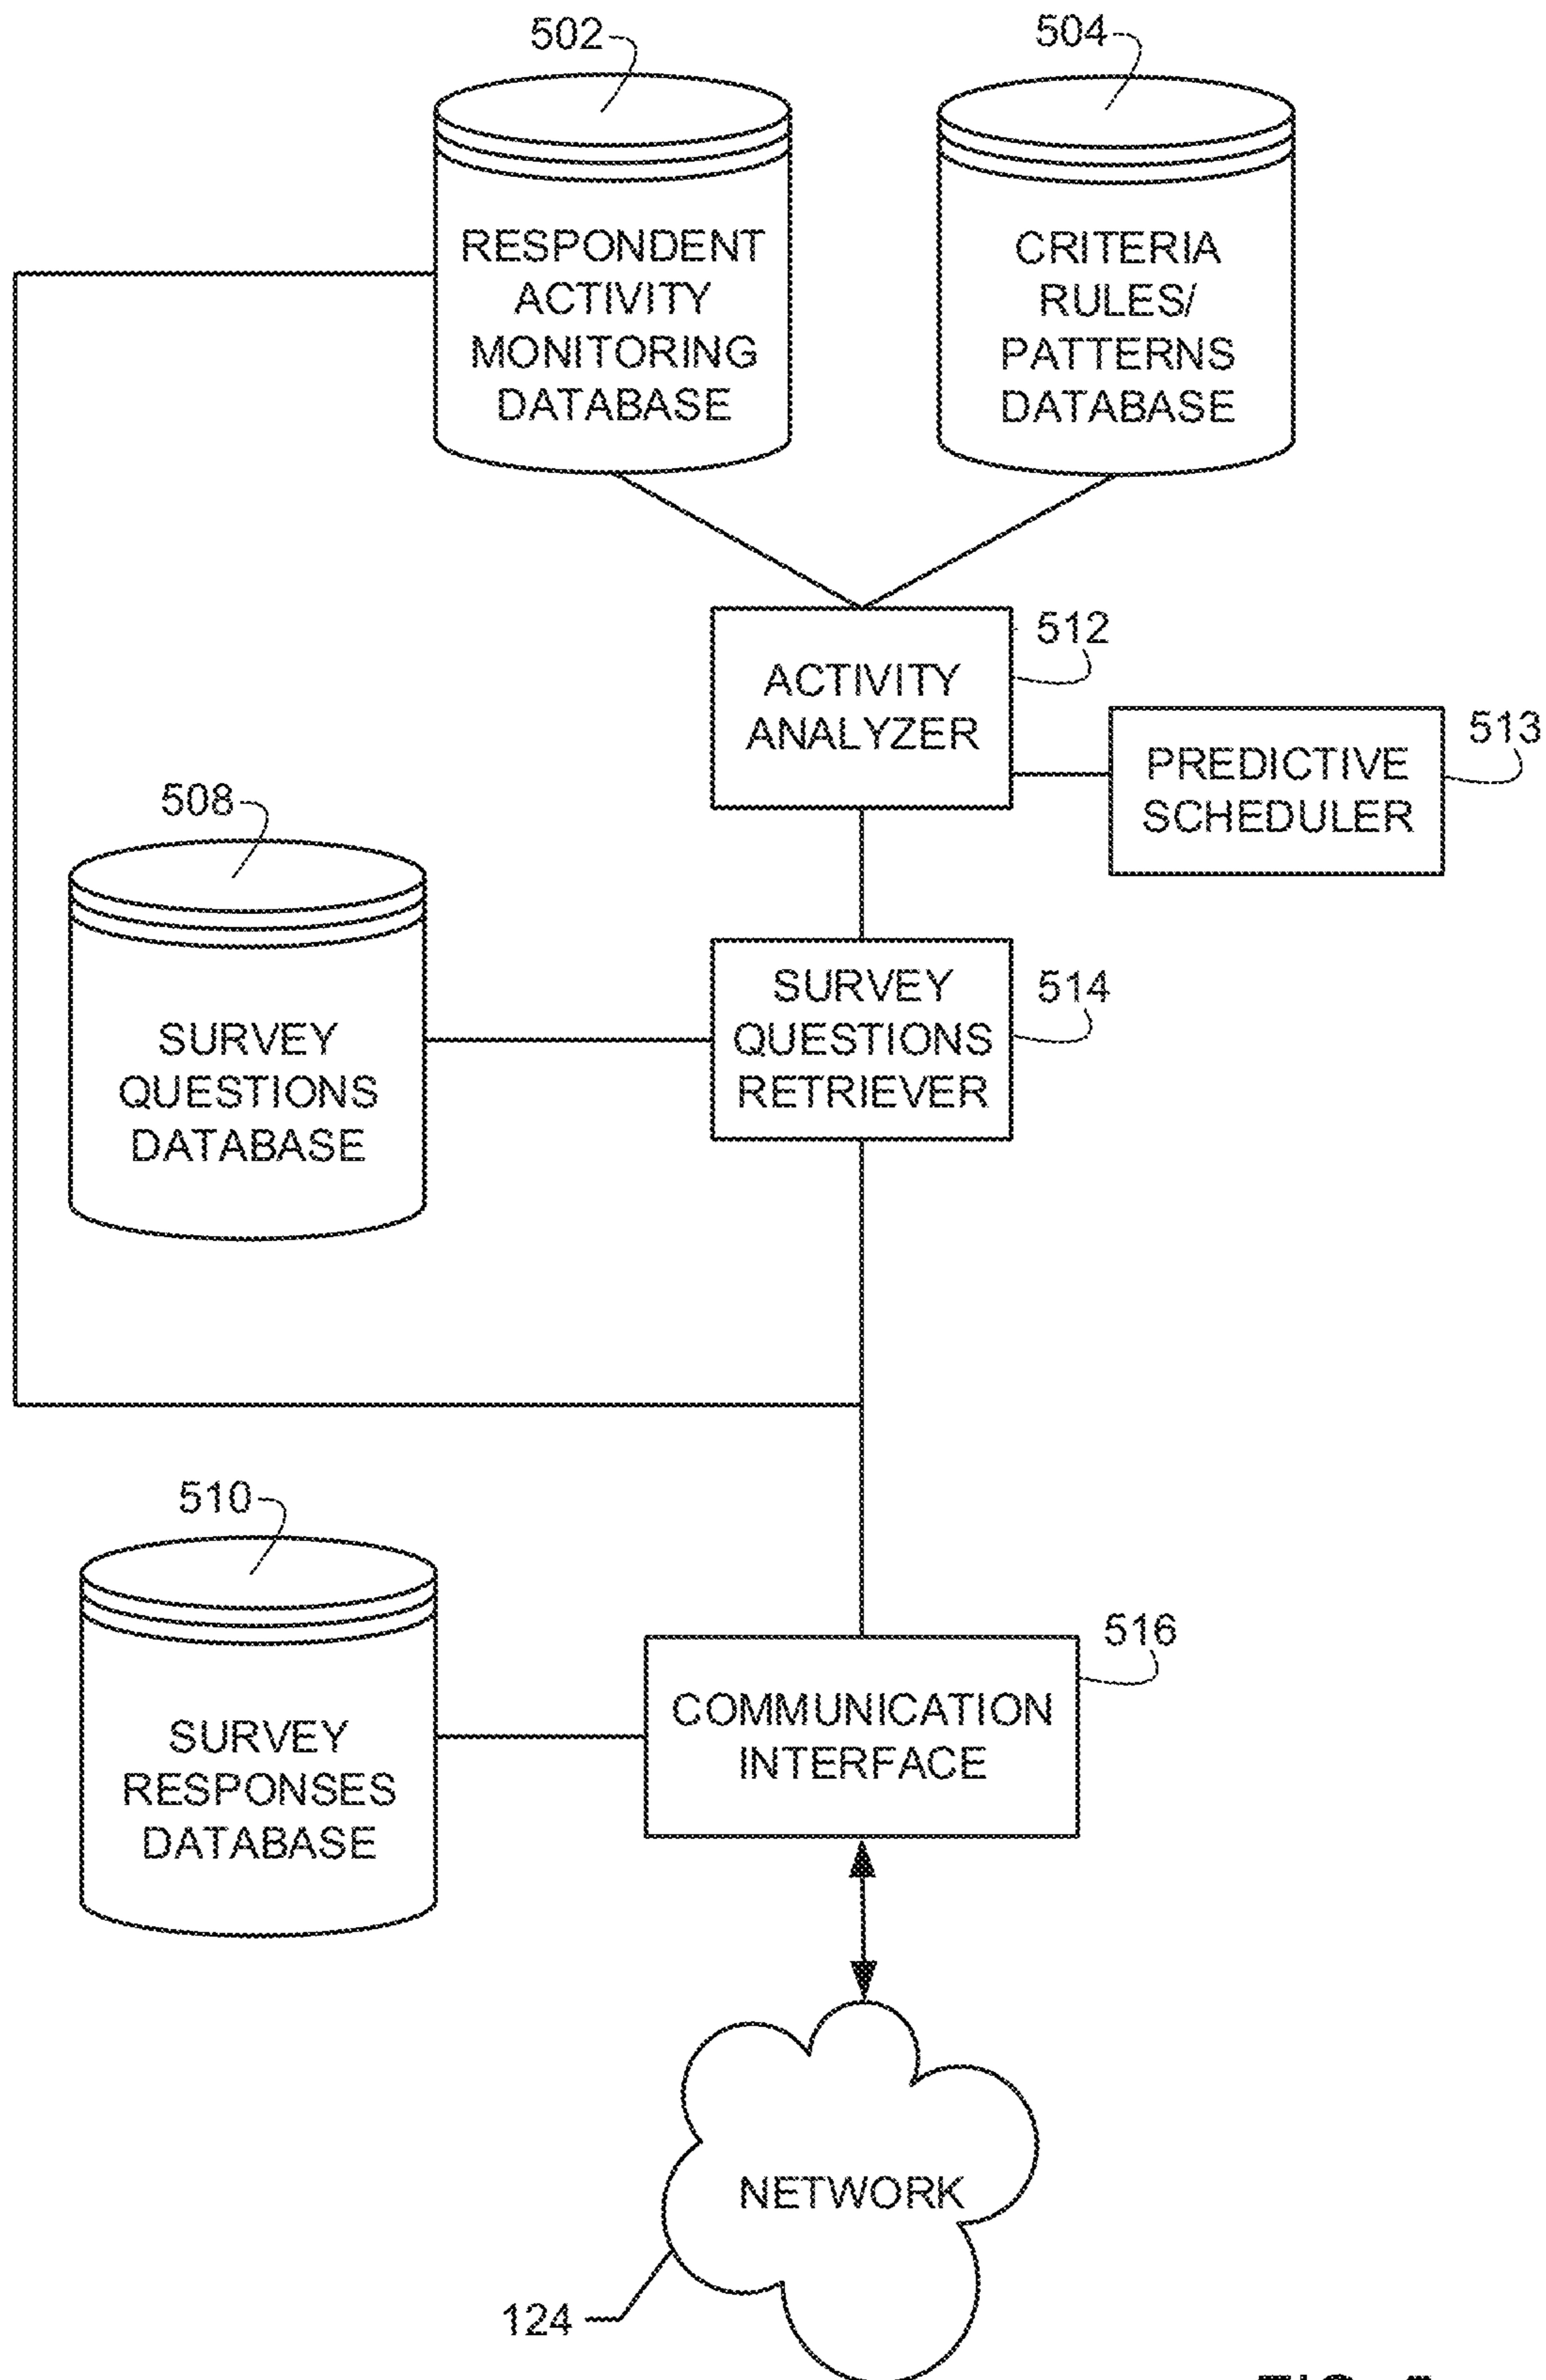 502
504
RESPONDENT
ACTIVITY
MONITORING
DATABASE
CRITERIA
RULES/
PATTERNS
DATABASE
512
ACTIVITY
ANALYZER
513
PREDICTIVE
SCHEDULER
508
SURVEY
QUESTIONS
DATABASE
SURVEY
QUESTIONS
RETRIEVER
514
510
SURVEY
RESPONSES
DATABASE
516
COMMUNICATION
INTERFACE
NETWORK
124